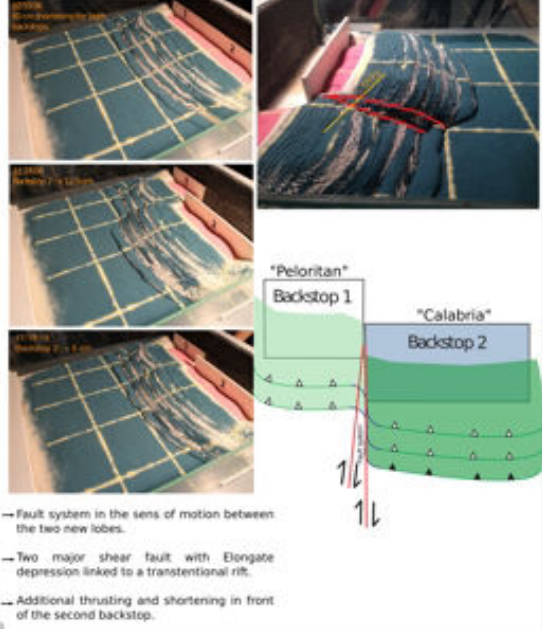 "Peloritan"
Backstop 1
"Calabria"
Backstop 2
Fault system in the sens of motion between
the two new lobes.
Two major shear fault with Elongate
depression linked to a transtentional rift.
Additional thrusting and shortening in front
of the second backstop.